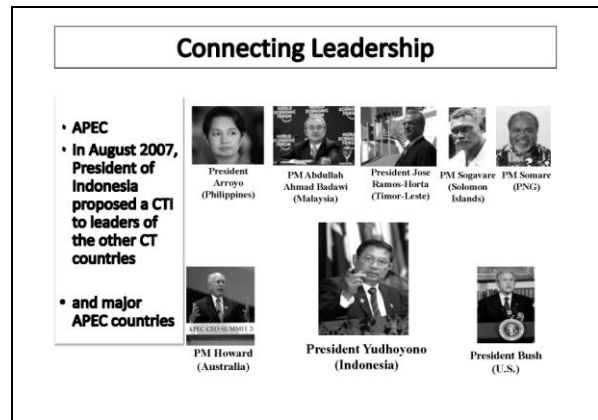 Connecting Leadership
• APEC
• In August 2007,
President of
Indonesia
proposed a CTI
to leaders of
the other CT
countries
• and major
APEC countries
President
Arroyo
(Philippines)
PM Abdullah
Ahmad Badawi
(Malaysia)
President Jose
Ramos-Horta
(Timor-Leste)
PM Sogavare
(Solomon
Islands)
PM Somare
(PNG)
APEC CEO SUMMIT 2
PM Howard
(Australia)
President Yudhoyono
(Indonesia)
President Bush
(U.S.)